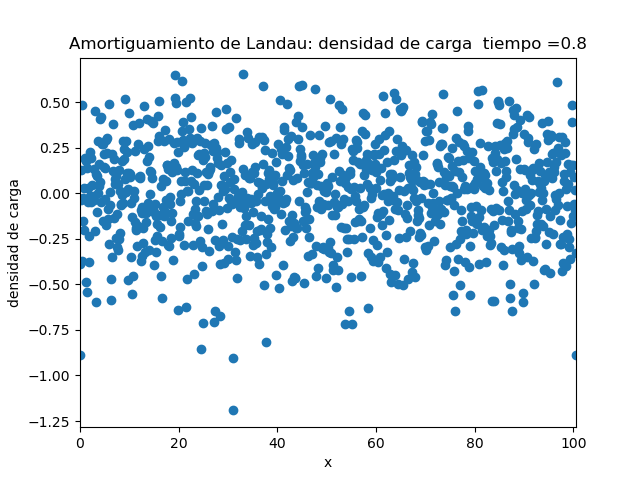 Amortiguamiento de Landau: densidad de carga  tiempo =0.8
densidad de carga
0.50
0.25
0.00
−0.25
−0.50
−0.75
−1.00
−1.25
0 20 40 60 80 100
x